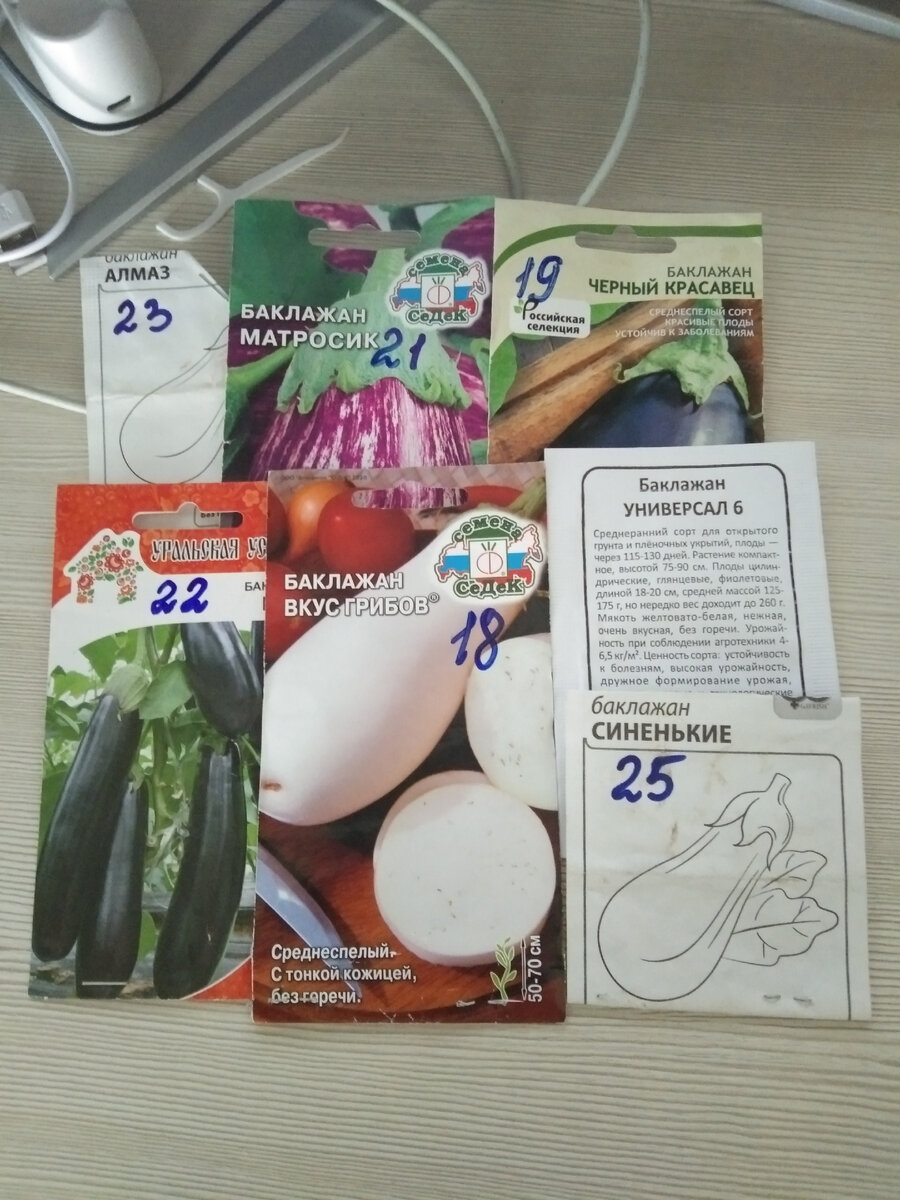 баклажан
АЛМАЗ
23
БАКЛАЖАН
МАТРОСИК
21
СЕМЕНА
СеДеК
19
Российская
селекция
БАКЛАЖАН
ЧЕРНЫЙ КРАСАВЕЦ
СРЕДНЕСПЕЛЫЙ СОРТ
КРАСИВЫЕ ПЛОДЫ
УСТОЙЧИВ К ЗАБОЛЕВАНИЯМ
УРАЛЬСКАЯ УС
БАК
22
СЕМЕНА
СеДеК
БАКЛАЖАН
ВКУС ГРИБОВ®
18
Среднеспелый.
С тонкой кожицей,
без горечи.
50-70 см
Баклажан
УНИВЕРСАЛ 6
Среднеранний сорт для открытого
грунта и плёночных укрытий, плоды —
через 115-130 дней. Растение компакт-
ное, высотой 75-90 см. Плоды цилин-
дрические, глянцевые, фиолетовые,
длиной 18-20 см, средней массой 125-
175 г, но нередко вес доходит до 260 г.
Мякоть желтовато-белая, нежная,
очень вкусная, без горечи. Урожай-
ность при соблюдении агротехники 4-
6,5 кг/м². Ценность сорта: устойчивость
к болезням, высокая урожайность,
дружное формирование урожая,
технологические
баклажан
СИНЕНЬКИЕ
GAVRISH
25